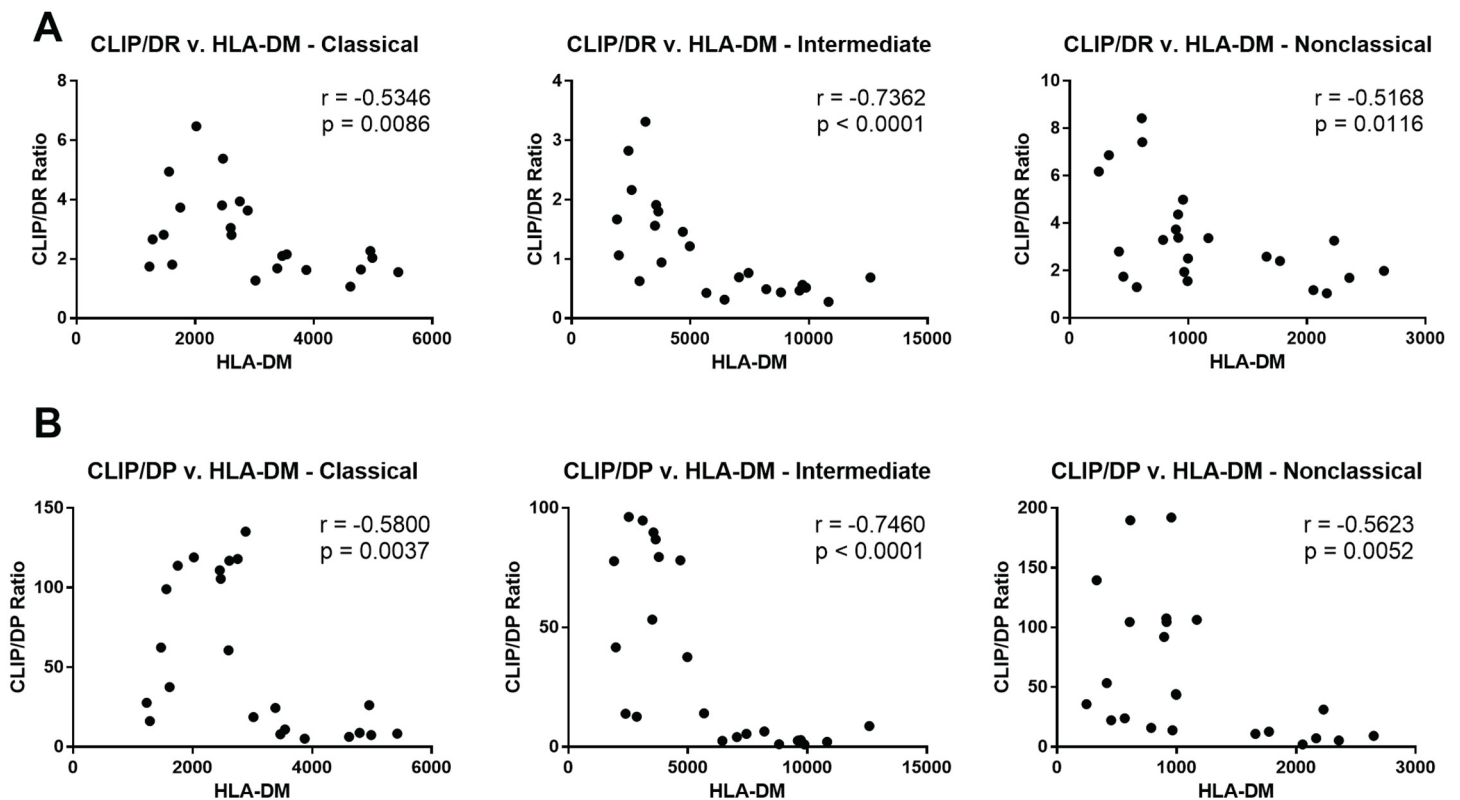 A
CLIP/DR v. HLA-DM - Classical
r = -0.5346
p = 0.0086
CLIP/DR Ratio
8
6
4
2
0
0 2000 4000 6000
HLA-DM
CLIP/DR v. HLA-DM - Intermediate
r = -0.7362
p < 0.0001
CLIP/DR Ratio
4
3
2
1
0
0 5000 10000 15000
HLA-DM
CLIP/DR v. HLA-DM - Nonclassical
r = -0.5168
p = 0.0116
CLIP/DR Ratio
10
8
6
4
2
0
0 1000 2000 3000
HLA-DM
B
CLIP/DP v. HLA-DM - Classical
r = -0.5800
p = 0.0037
CLIP/DP Ratio
150
100
50
0
0 2000 4000 6000
HLA-DM
CLIP/DP v. HLA-DM - Intermediate
r = -0.7460
p < 0.0001
CLIP/DP Ratio
100
50
0
0 5000 10000 15000
HLA-DM
CLIP/DP v. HLA-DM - Nonclassical
r = -0.5623
p = 0.0052
CLIP/DP Ratio
200
150
100
50
0
0 1000 2000 3000
HLA-DM